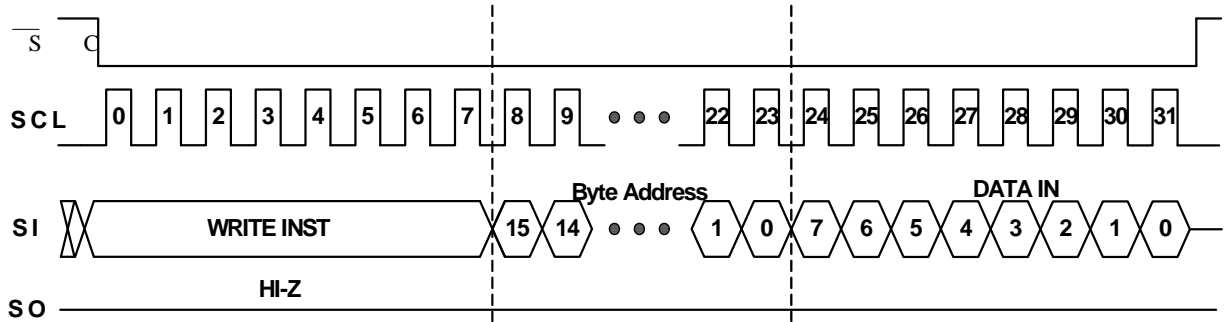 S C
SCL 0 1 2 3 4 5 6 7 8 9 22 23 24 25 26 27 28 29 30 31
Byte Address DATA IN
SI WRITE INST 15 14 1 0 7 6 5 4 3 2 1 0
HI-Z
SO